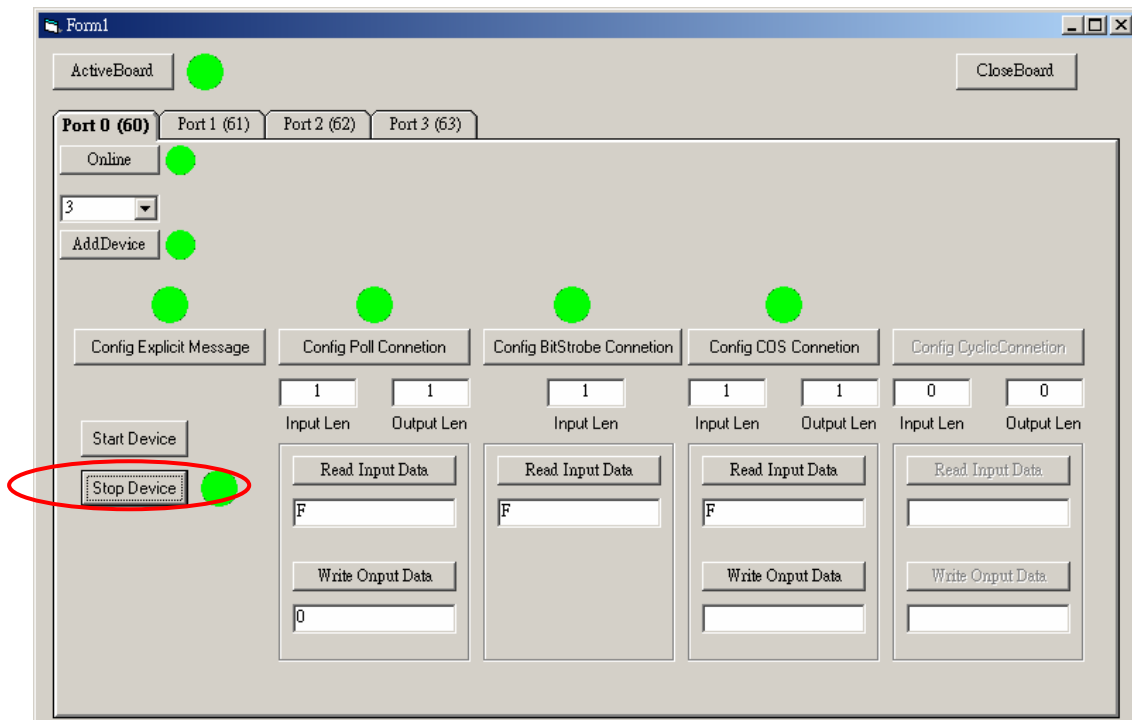 Form1
ActiveBoard
CloseBoard
Port 0 (60)
Port 1 (61)
Port 2 (62)
Port 3 (63)
Online
3
AddDevice
Config Explicit Message
Config Poll Connetion
Config BitStrobe Connetion
Config COS Connetion
Config CyclicConnetion
1
1
1
1
1
0
0
Input Len
Output Len
Input Len
Input Len
Output Len
Input Len
Output Len
Start Device
Stop Device
Read Input Data
Read Input Data
Read Input Data
Read Input Data
F
F
F
Write Onput Data
Write Onput Data
Write Onput Data
0